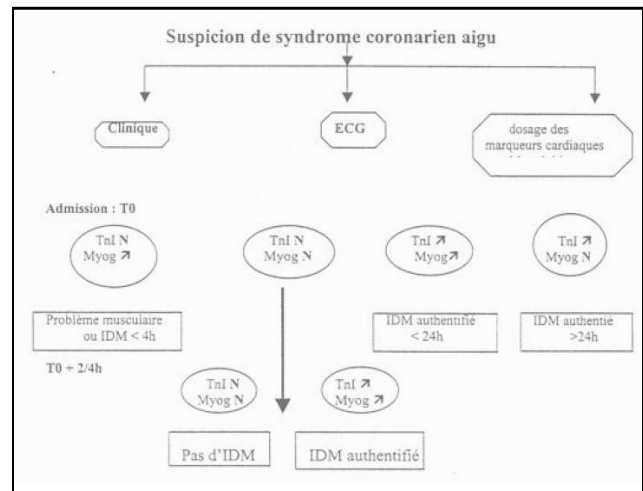 Suspicion de syndrome coronarien aigu
Clinique
ECG
dosage des
marqueurs cardiaques
Admission : T0
TnI N
Myog ↗
TnI N
Myog N
TnI ↗
Myog ↗
TnI ↗
Myog N
Problème musculaire
ou IDM < 4h
IDM authentifié
< 24h
IDM authentié
>24h
T0 + 2/4h
TnI N
Myog N
TnI ↗
Myog ↗
Pas d’IDM
IDM authentifié